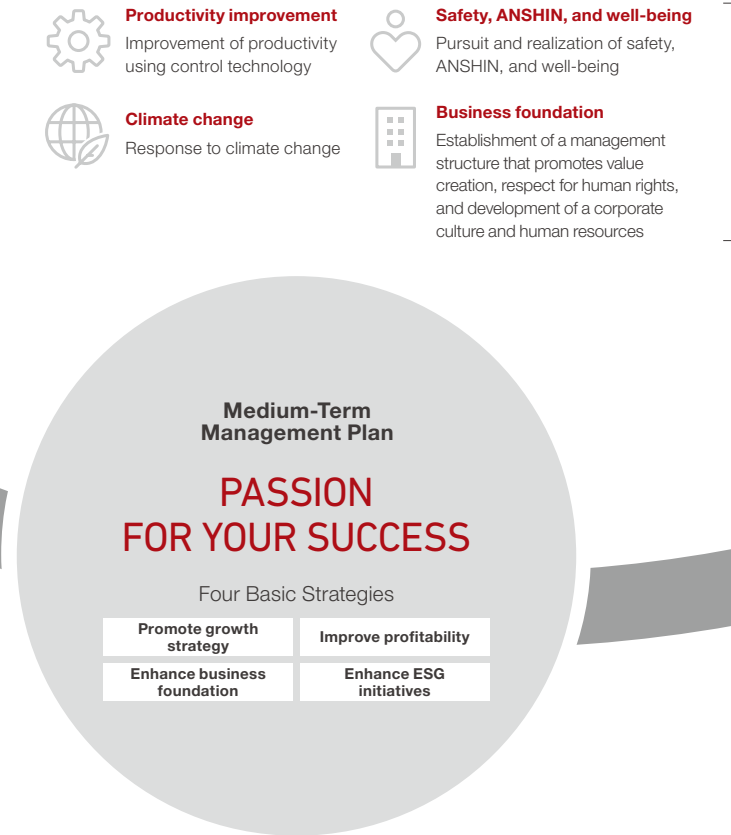 Productivity improvement
Improvement of productivity
using control technology
Safety, ANSHIN, and well-being
Pursuit and realization of safety,
ANSHIN, and well-being
Climate change
Response to climate change
Business foundation
Establishment of a management
structure that promotes value
creation, respect for human rights,
and development of a corporate
culture and human resources
Medium-Term
Management Plan
PASSION
FOR YOUR SUCCESS
Four Basic Strategies
Promote growth
strategy
Improve profitability
Enhance business
foundation
Enhance ESG
initiatives